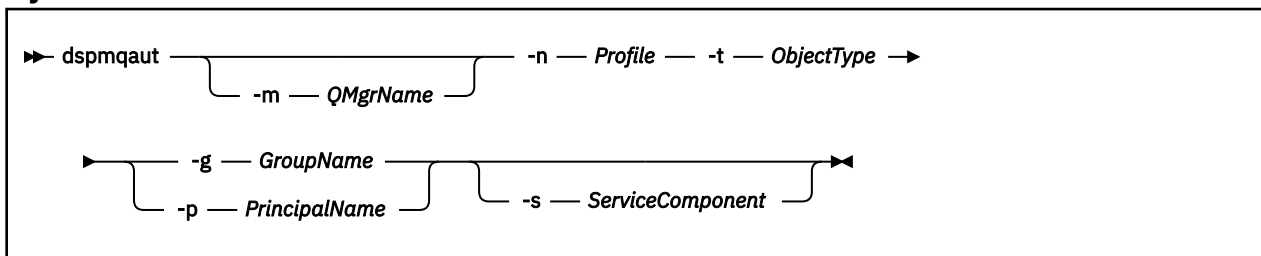 dspmqaut -n Profile -t ObjectType
-m QMgrName
-g GroupName
-p PrincipalName
-s ServiceComponent